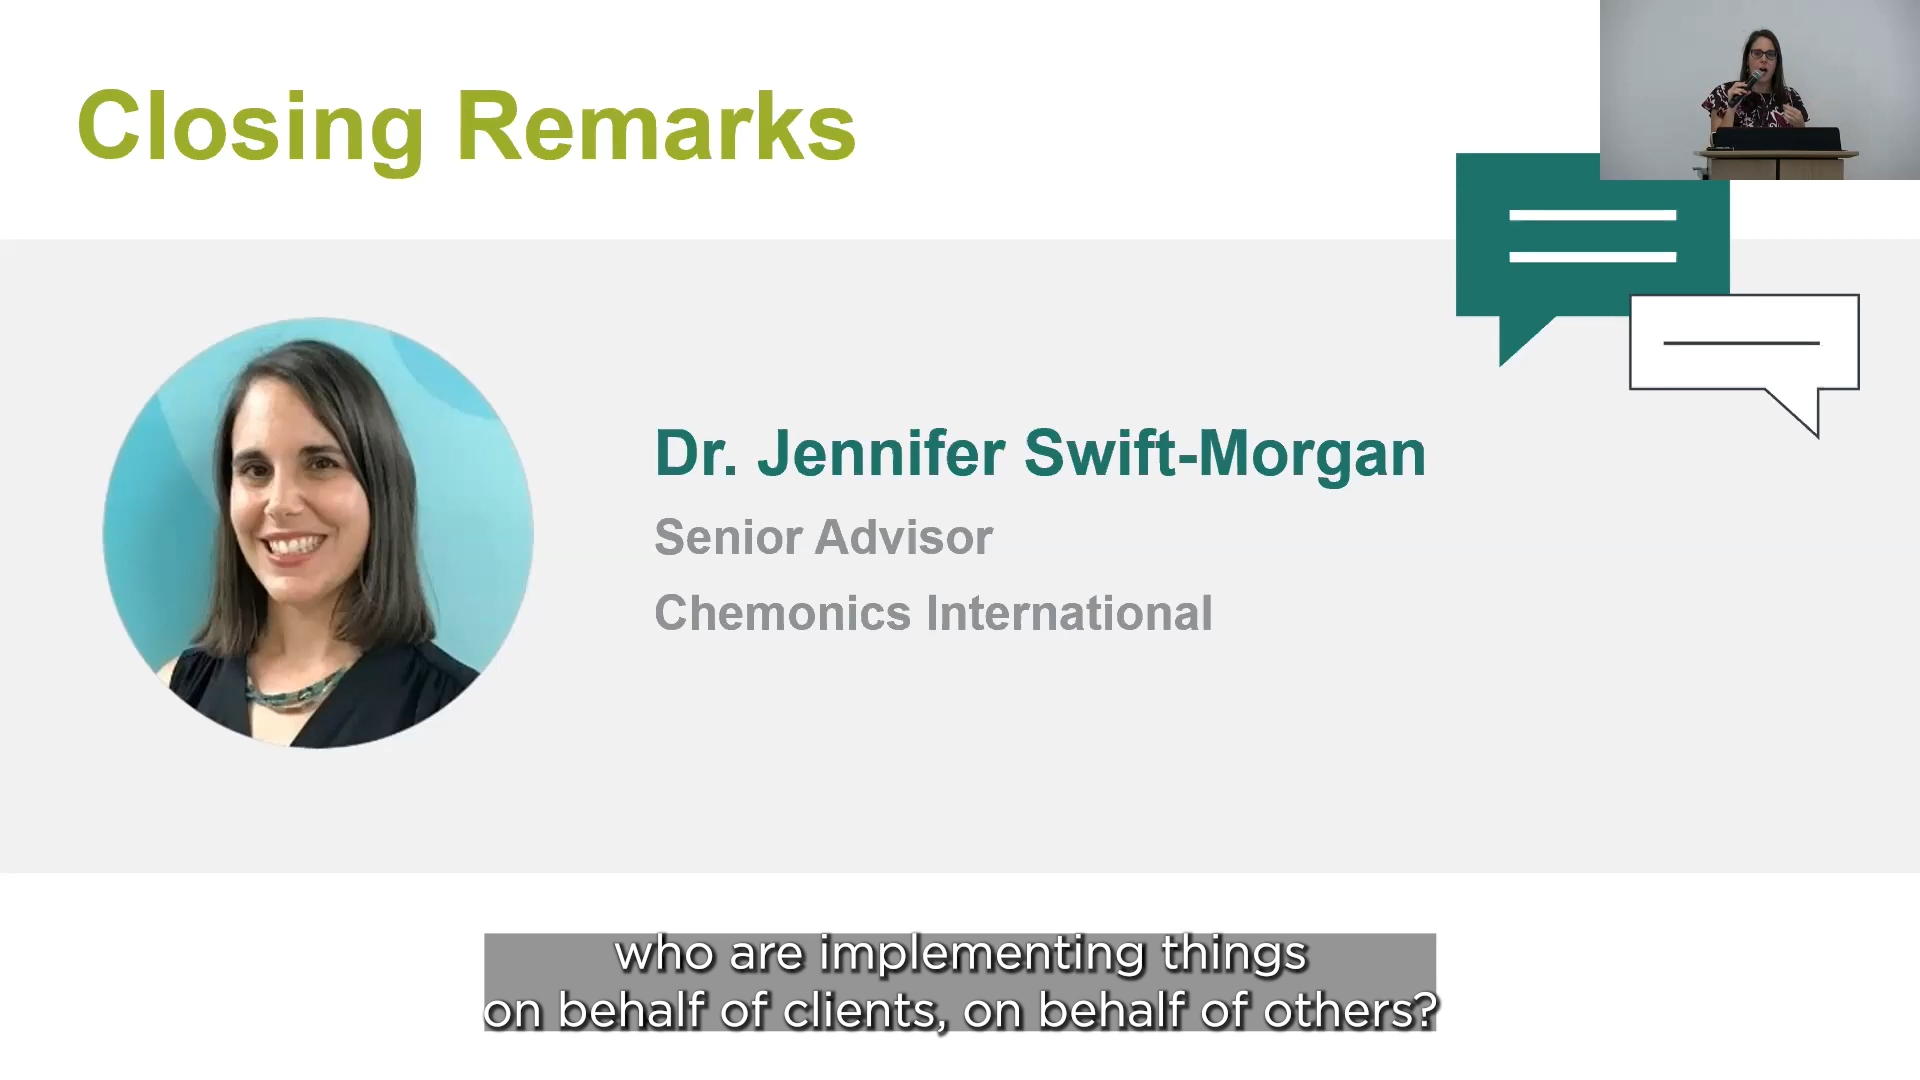 Closing Remarks
Dr. Jennifer Swift-Morgan
Senior Advisor
Chemonics International
who are implementing things
on behalf of clients, on behalf of others?